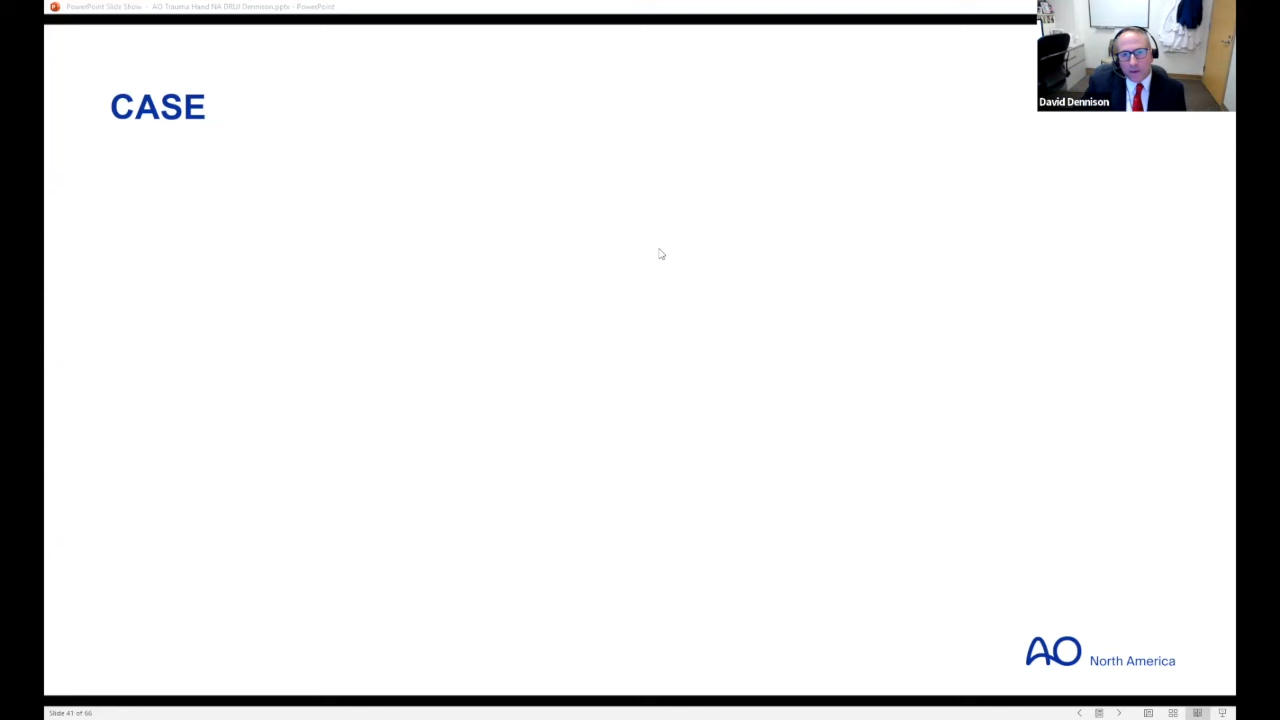 PowerPoint Slide Show - AO Trauma Hand NA DRUJ Dennison.pptx - PowerPoint
CASE
David Dennison
AO North America
Slide 41 of 66